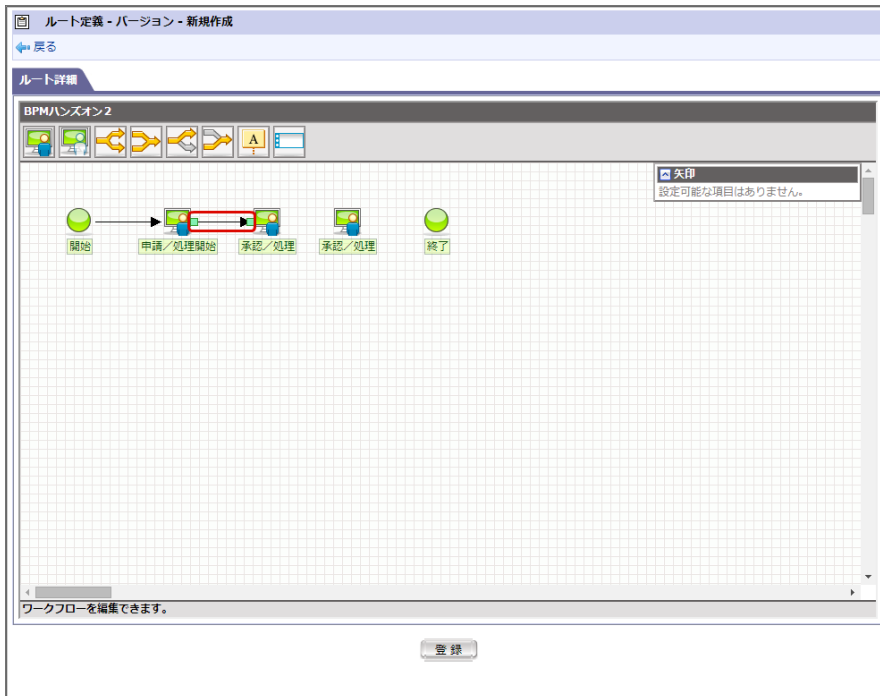 ルート定義 - バージョン - 新規作成
戻る
ルート詳細
BPMハンズオン2
A
矢印
設定可能な項目はありません。
開始
申請/処理開始
承認/処理
承認/処理
終了
ワークフローを編集できます。
登録